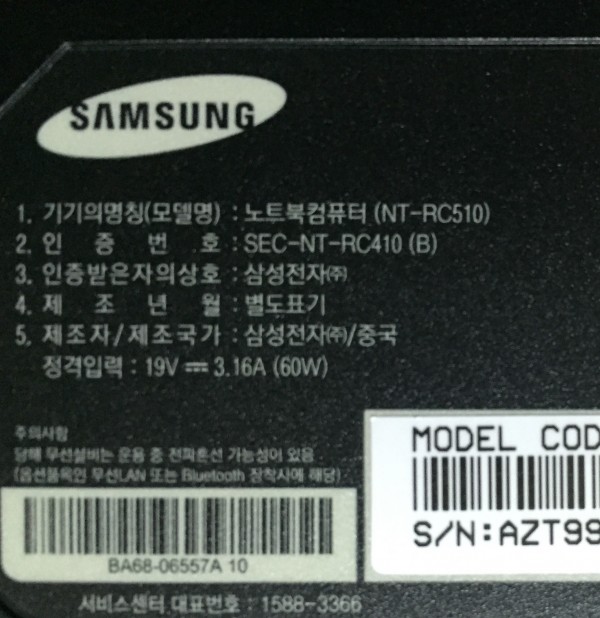 SAMSUNG
1. 기기의명칭(모델명) : 노트북컴퓨터 (NT-RC510)
2. 인 증 번 호 : SEC-NT-RC410 (B)
3. 인증받은자의상호 : 삼성전자㈜
4. 제 조 년 월 : 별도표기
5. 제조자/제조국가 : 삼성전자㈜/중국
정격입력 : 19V ⎓ 3.16A (60W)
주의사항
당해 무선설비는 운용 중 전파혼선 가능성이 있음
(옵션품목인 무선LAN 또는 Bluetooth 장착시에 해당)
MODEL COD
S/N:AZT99
BA68-06557A 10
서비스센터 대표번호 : 1588-3366